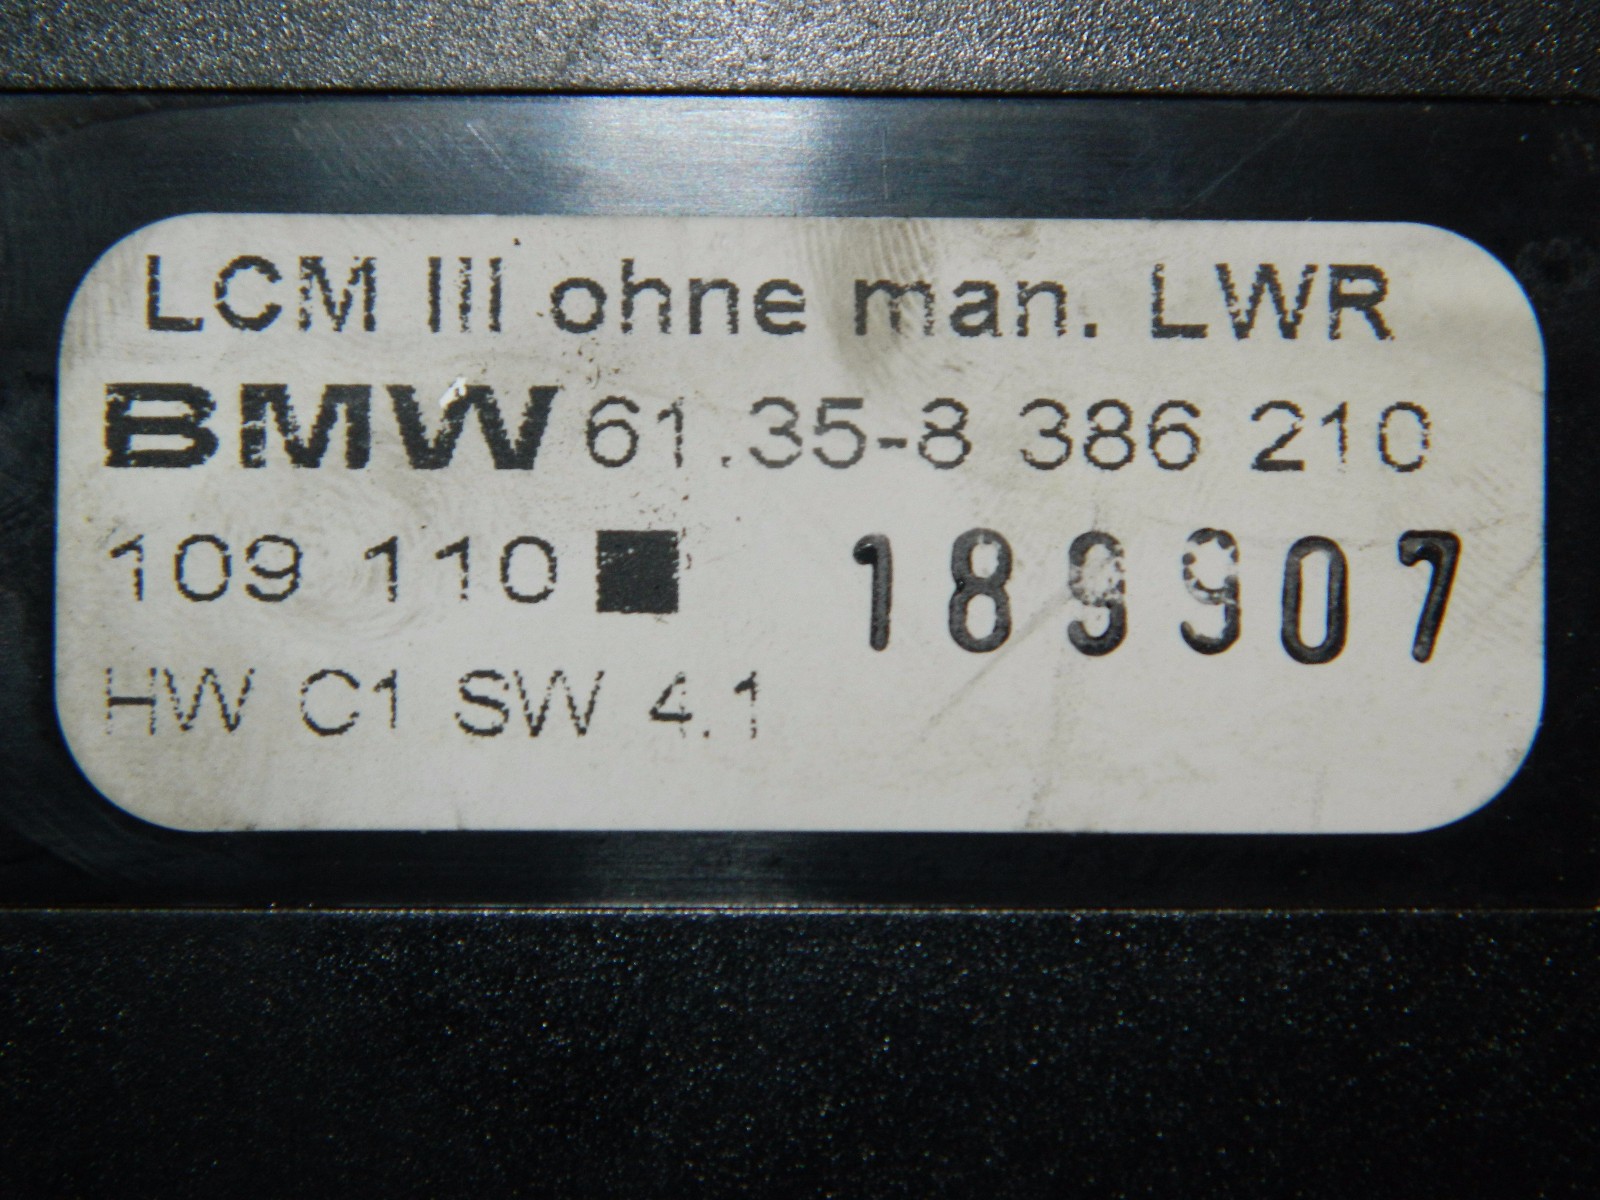 LCM III ohne man. LWR
BMW 61.35-8 386 210
109 110 ■ 189907
HW C1 SW 4.1